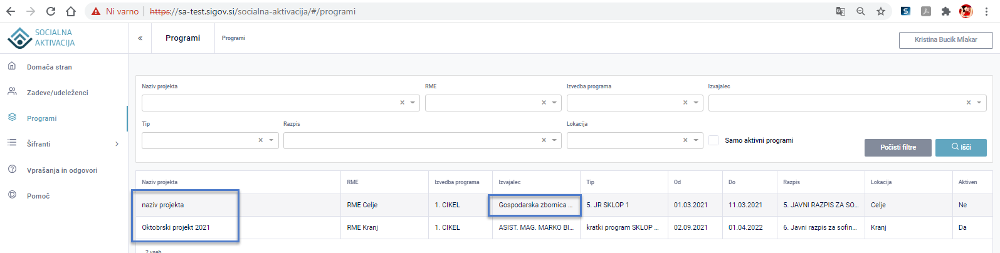 Ni varno | https://sa-test.sigov.si/socialna-aktivacija/#/programi
SOCIALNA
AKTIVACIJA
« Programi Programi Kristina Bucik Mlakar
Domača stran
Zadeve/udeleženci
Programi
Šifranti
Vprašanja in odgovori
Pomoč
Naziv projekta RME Izvedba programa Izvajalec
Tip Razpis Lokacija
Samo aktivni programi
Počisti filtre Išči
Naziv projekta RME Izvedba programa Izvajalec Tip Od Do Razpis Lokacija Aktiven
naziv projekta RME Celje 1. CIKEL Gospodarska zbornica ... 5. JR SKLOP 1 01.03.2021 11.03.2021 5. JAVNI RAZPIS ZA SO... Celje Ne
Oktobrski projekt 2021 RME Kranj 1. CIKEL ASIST. MAG. MARKO BI... kratki program SKLOP ... 02.09.2021 01.04.2022 6. Javni razpis za sofin... Kranj Da
2 vseh